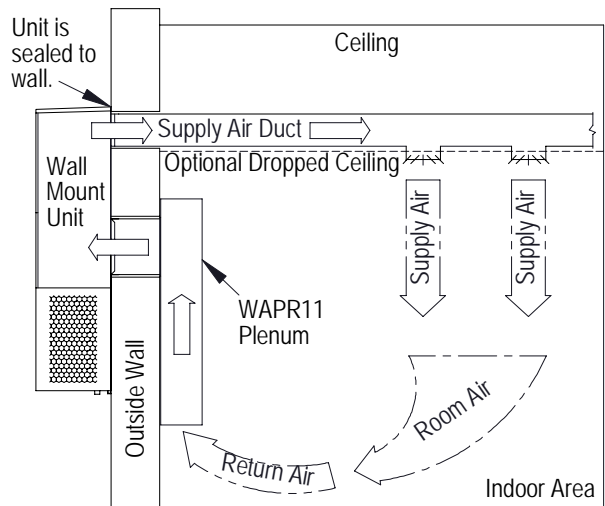 Unit is
sealed to
wall.
Ceiling
Supply Air Duct
Optional Dropped Ceiling
Wall
Mount
Unit
Supply Air
Supply Air
WAPR11
Plenum
Outside Wall
Room Air
Return Air
Indoor Area